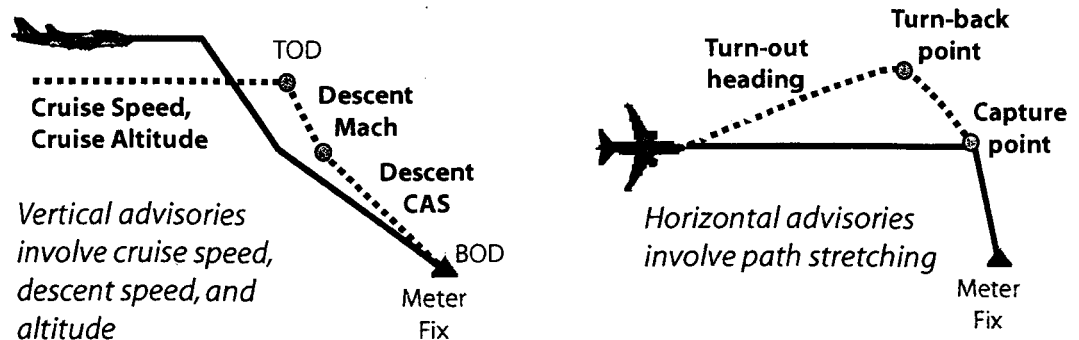 TOD
Cruise Speed,
Cruise Altitude
Descent
Mach
Descent
CAS
BOD
Meter
Fix
Vertical advisories
involve cruise speed,
descent speed, and
altitude
Turn-out
heading
Turn-back
point
Capture
point
Horizontal advisories
involve path stretching
Meter
Fix